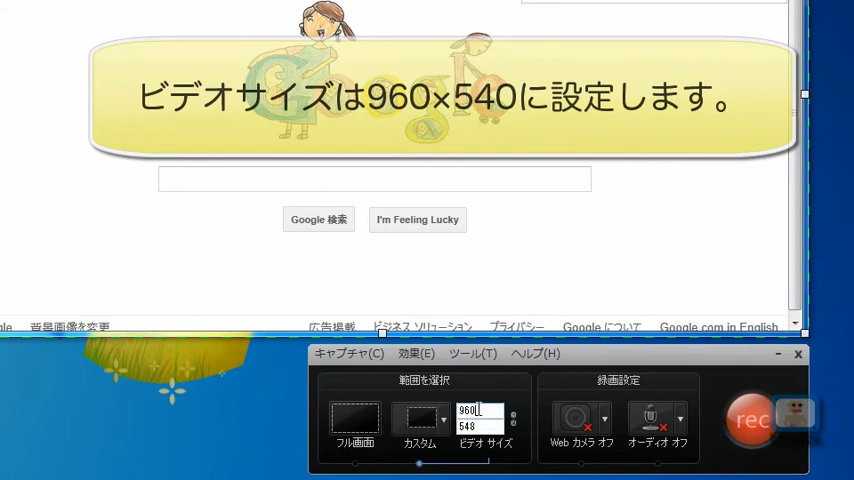 ビデオサイズは960×540に設定します。
Google 検索
I'm Feeling Lucky
gle 背景画像を変更 広告掲載 ビジネス ソリューション プライバシー Google について Google.com in English
キャプチャ(C) 効果(E) ツール(T) ヘルプ(H)
範囲を選択
録画設定
960
548
フル画面
カスタム
ビデオ サイズ
Web カメラ オフ
オーディオ オフ
rec